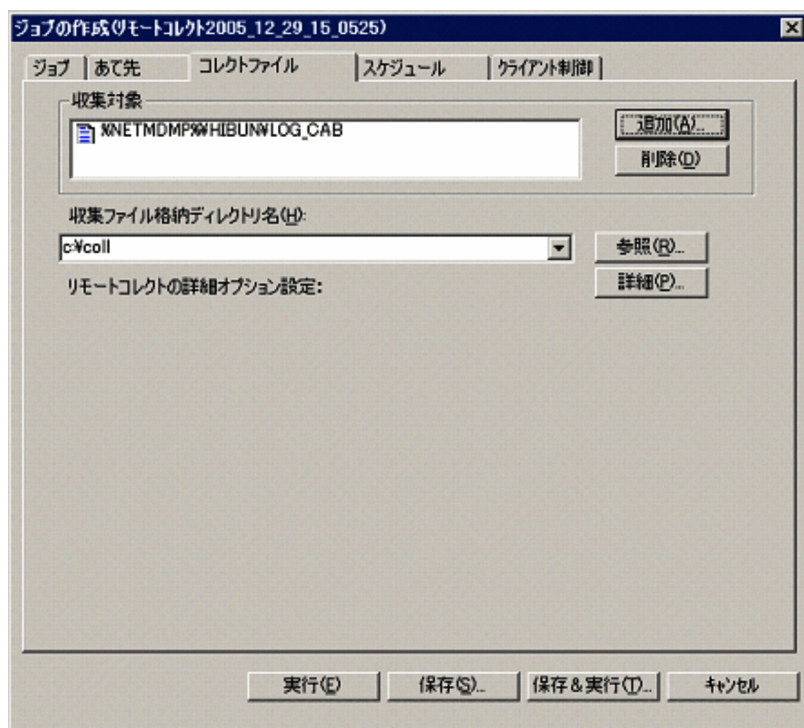 ジョブの作成(リモートコレクト2005_12_29_15_0525)
ジョブ あて先 コレクトファイル スケジュール クライアント制御
収集対象
%NETMDMP%¥HIBUN¥LOG_CAB
追加(A)...
削除(D)
収集ファイル格納ディレクトリ名(H):
c:¥coll
参照(R)...
リモートコレクトの詳細オプション設定:
詳細(P)...
実行(E) 保存(S)... 保存&実行(T)... キャンセル